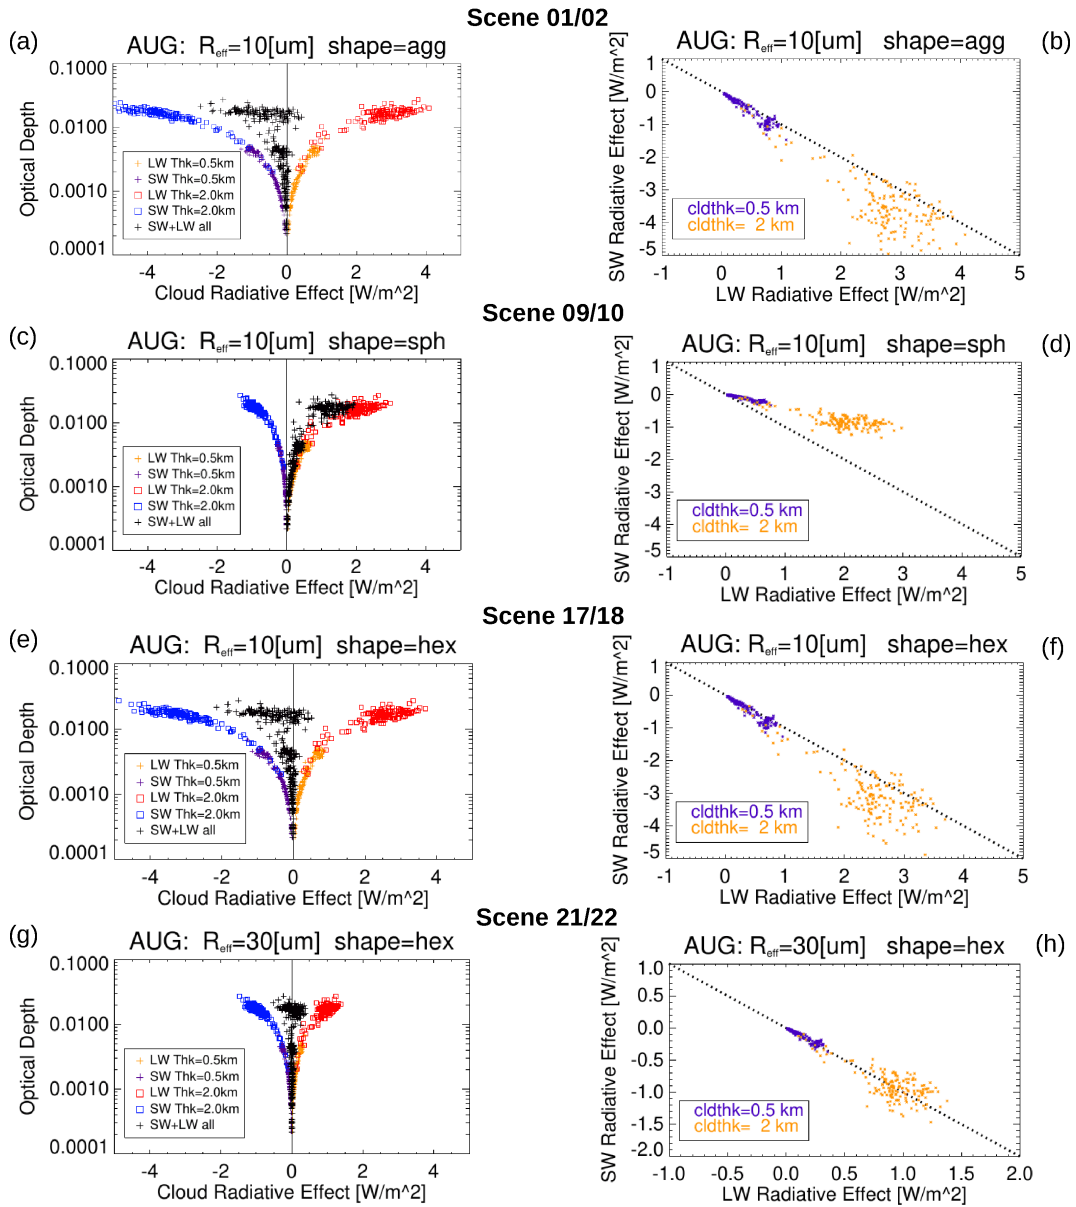 Scene 01/02
(a)
AUG: Reff=10[um] shape=agg
0.1000
0.0100
0.0010
0.0001
Optical Depth
LW Thk=0.5km
SW Thk=0.5km
LW Thk=2.0km
SW Thk=2.0km
SW+LW all
-4 -2 0 2 4
Cloud Radiative Effect [W/m^2]
(b)
AUG: Reff=10[um] shape=agg
1
0
-1
-2
-3
-4
-5
SW Radiative Effect [W/m^2]
cldthk=0.5 km
cldthk= 2 km
-1 0 1 2 3 4 5
LW Radiative Effect [W/m^2]
Scene 09/10
(c)
AUG: Reff=10[um] shape=sph
0.1000
0.0100
0.0010
0.0001
Optical Depth
LW Thk=0.5km
SW Thk=0.5km
LW Thk=2.0km
SW Thk=2.0km
SW+LW all
-4 -2 0 2 4
Cloud Radiative Effect [W/m^2]
(d)
AUG: Reff=10[um] shape=sph
1
0
-1
-2
-3
-4
-5
SW Radiative Effect [W/m^2]
cldthk=0.5 km
cldthk= 2 km
-1 0 1 2 3 4 5
LW Radiative Effect [W/m^2]
Scene 17/18
(e)
AUG: Reff=10[um] shape=hex
0.1000
0.0100
0.0010
0.0001
Optical Depth
LW Thk=0.5km
SW Thk=0.5km
LW Thk=2.0km
SW Thk=2.0km
SW+LW all
-4 -2 0 2 4
Cloud Radiative Effect [W/m^2]
(f)
AUG: Reff=10[um] shape=hex
1
0
-1
-2
-3
-4
-5
SW Radiative Effect [W/m^2]
cldthk=0.5 km
cldthk= 2 km
-1 0 1 2 3 4 5
LW Radiative Effect [W/m^2]
Scene 21/22
(g)
AUG: Reff=30[um] shape=hex
0.1000
0.0100
0.0010
0.0001
Optical Depth
LW Thk=0.5km
SW Thk=0.5km
LW Thk=2.0km
SW Thk=2.0km
SW+LW all
-4 -2 0 2 4
Cloud Radiative Effect [W/m^2]
(h)
AUG: Reff=30[um] shape=hex
1.0
0.5
0.0
-0.5
-1.0
-1.5
-2.0
SW Radiative Effect [W/m^2]
cldthk=0.5 km
cldthk= 2 km
-1.0 -0.5 0.0 0.5 1.0 1.5 2.0
LW Radiative Effect [W/m^2]